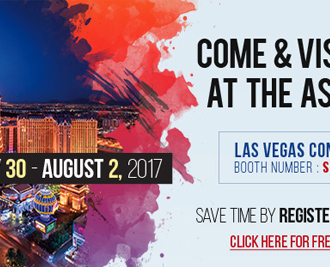 COME & VIS
AT THE AS
Y 30 - AUGUST 2, 2017
LAS VEGAS CON
BOOTH NUMBER : S
SAVE TIME BY REGISTE
CLICK HERE FOR FRE